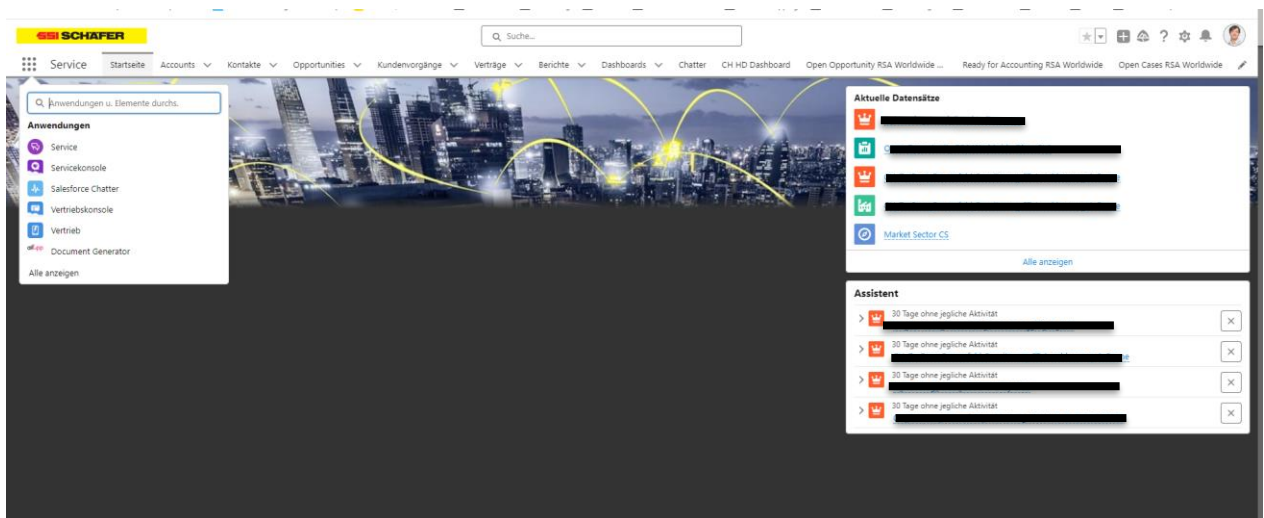 SSI SCHÄFER
Suche...
Service
Startseite
Accounts
Kontakte
Opportunities
Kundenvorgänge
Verträge
Berichte
Dashboards
Chatter
CH HD Dashboard
Open Opportunity RSA Worldwide ...
Ready for Accounting RSA Worldwide
Open Cases RSA Worldwide
Anwendungen u. Elemente durchs.
Anwendungen
Service
Servicekonsole
Salesforce Chatter
Vertriebskonsole
Vertrieb
Document Generator
Alle anzeigen
Aktuelle Datensätze
Market Sector CS
Alle anzeigen
Assistent
30 Tage ohne jegliche Aktivität
30 Tage ohne jegliche Aktivität
30 Tage ohne jegliche Aktivität
30 Tage ohne jegliche Aktivität